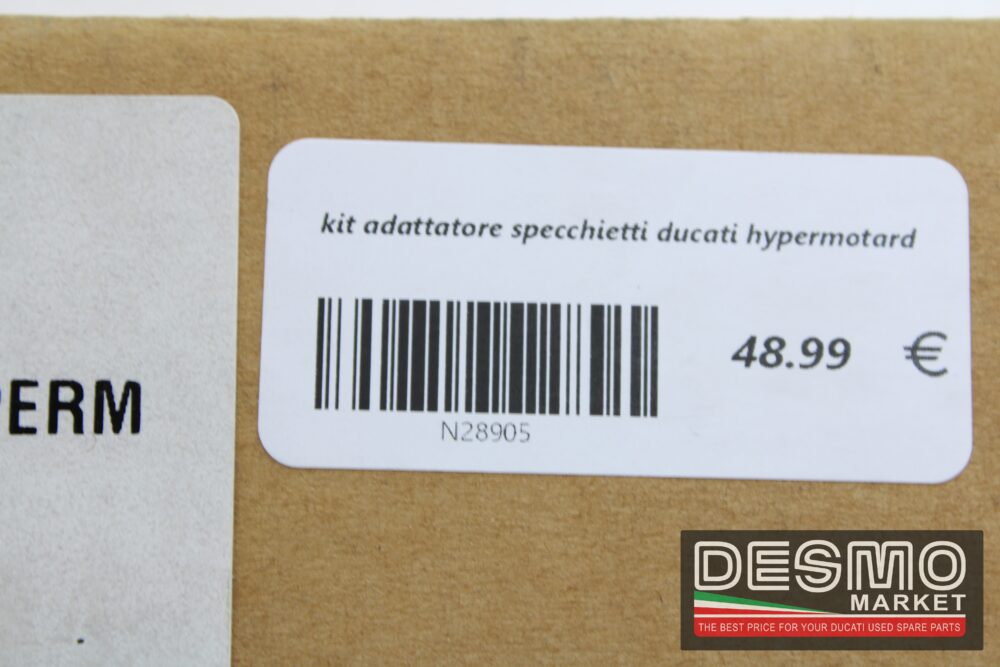 kit adattatore specchietti ducati hypermotard
48.99 €
N28905
PERM
DESMO
MARKET
THE BEST PRICE FOR YOUR DUCATI USED SPARE PARTS